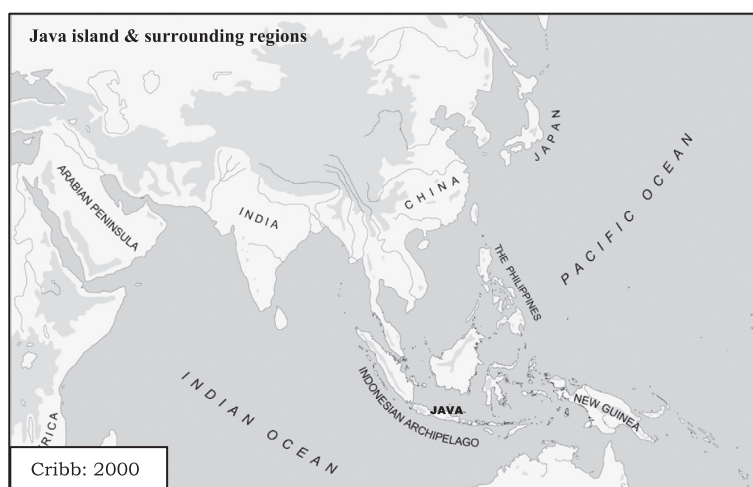 Java island & surrounding regions
JAPAN
ARABIAN PENINSULA
CHINA
INDIA
PACIFIC OCEAN
THE PHILIPPINES
INDIAN OCEAN
INDONESIAN ARCHIPELAGO
JAVA
NEW GUINEA
RICA
Cribb: 2000